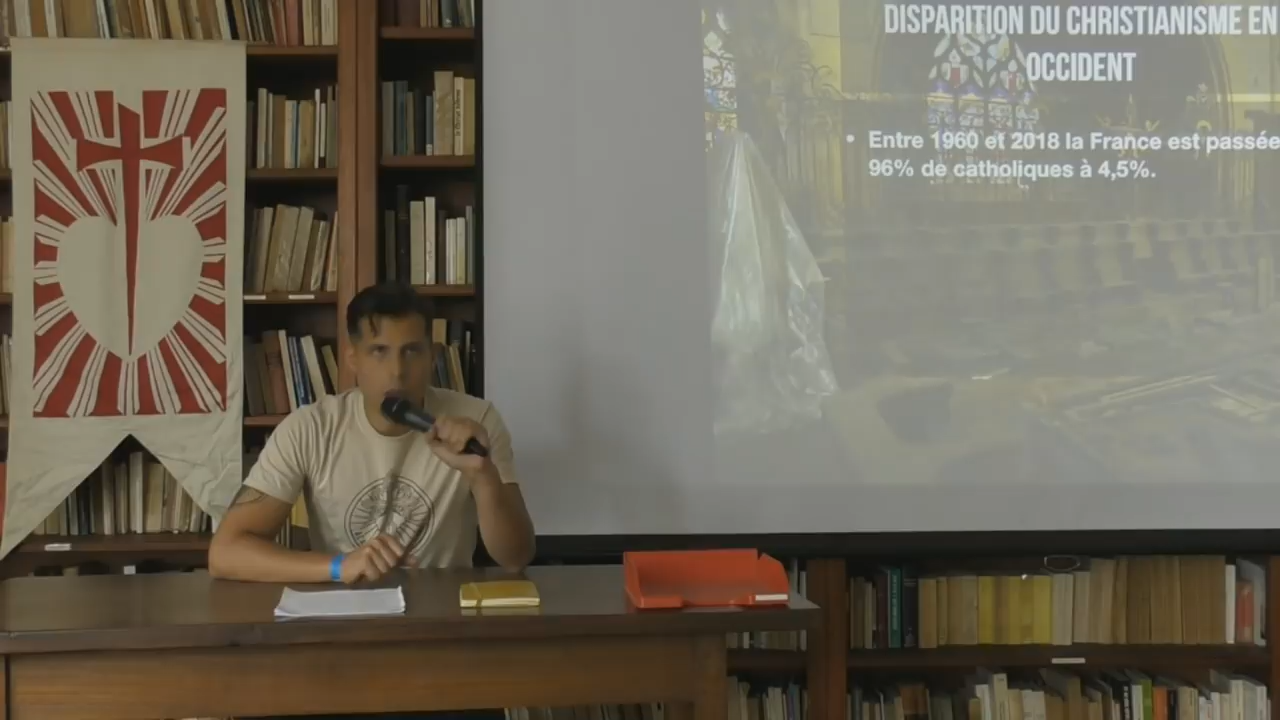 DISPARITION DU CHRISTIANISME EN
OCCIDENT
• Entre 1960 et 2018 la France est passée
96% de catholiques à 4,5%.